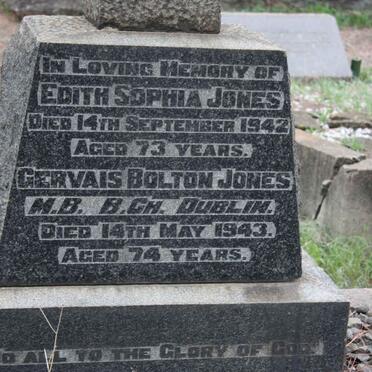 IN LOVING MEMORY OF
EDITH SOPHIA JONES
DIED 14TH SEPTEMBER 1942
AGED 73 YEARS.
GERVAIS BOLTON JONES
M.B. B.CH. DUBLIN.
DIED 14TH MAY 1943.
AGED 74 YEARS.
ALL TO THE GLORY OF GOD